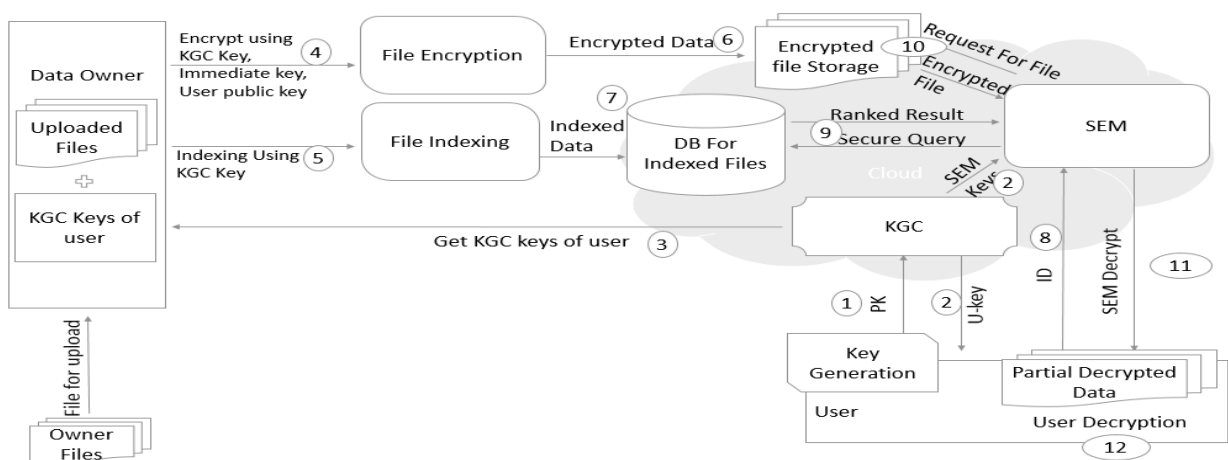 Data Owner
Uploaded
Files
KGC Keys of
user
File for upload
Owner
Files
Encrypt using
KGC Key,
Immediate key,
User public key
4
File Encryption
Encrypted Data
6
Encrypted
file Storage
10
Request For File
Encrypted
File
Indexing Using
KGC Key
5
File Indexing
Indexed
Data
7
DB For
Indexed Files
Ranked Result
9
Secure Query
SEM
Cloud
SEM
Keys
2
KGC
Get KGC keys of user
3
1
PK
2
U-key
8
ID
SEM Decrypt
11
Key
Generation
User
Partial Decrypted
Data
User Decryption
12